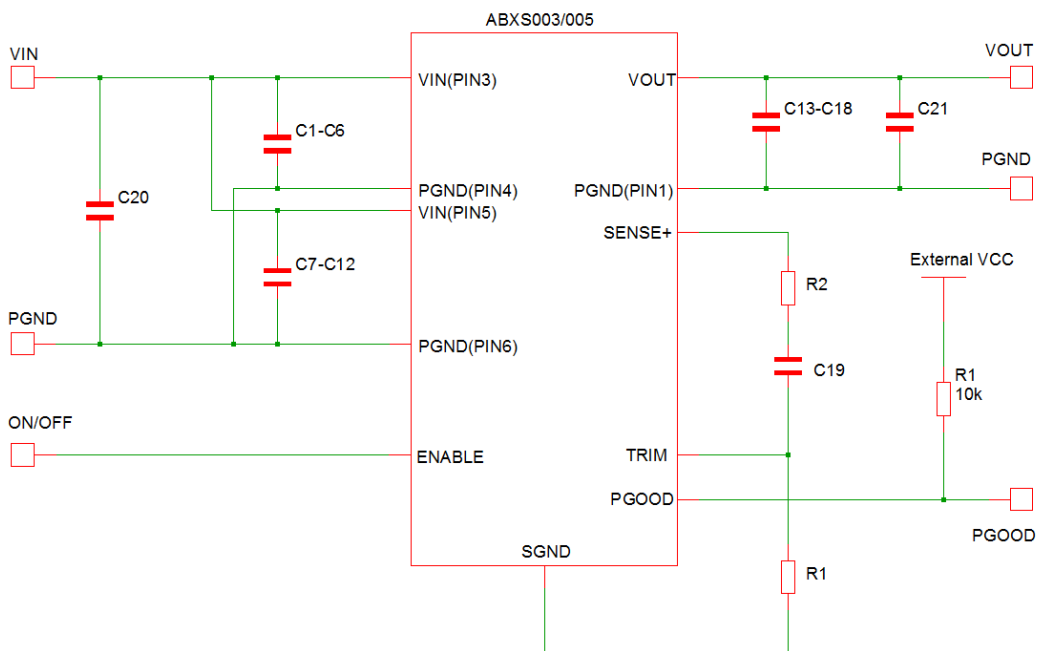 ABXS003/005
VIN
VOUT
VIN(PIN3)
VOUT
C1-C6
C13-C18
C21
PGND
C20
PGND(PIN4)
PGND(PIN1)
VIN(PIN5)
SENSE+
C7-C12
External VCC
R2
PGND
PGND(PIN6)
C19
R1
10k
ON/OFF
ENABLE
TRIM
PGOOD
PGOOD
SGND
R1